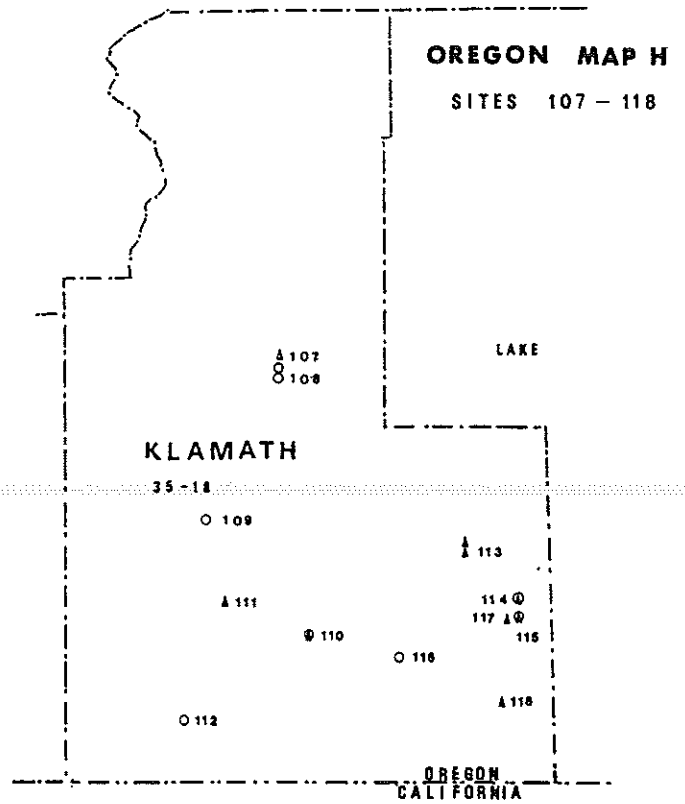 OREGON MAP H
SITES 107 - 118
107
108
LAKE
KLAMATH
35-18
109
113
111
114
117
110
115
116
118
112
OREGON
CALIFORNIA